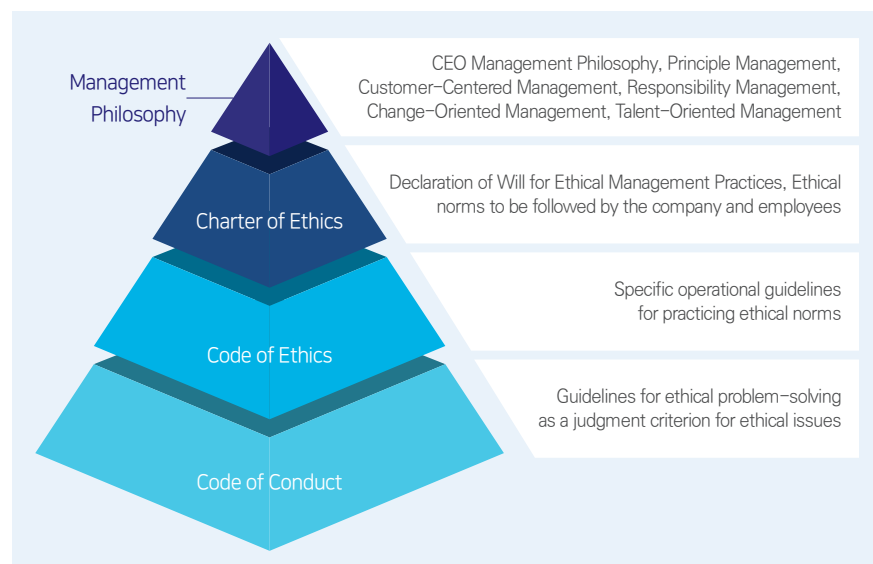 Management
Philosophy
CEO Management Philosophy, Principle Management,
Customer-Centered Management, Responsibility Management,
Change-Oriented Management, Talent-Oriented Management
Charter of Ethics
Declaration of Will for Ethical Management Practices, Ethical
norms to be followed by the company and employees
Code of Ethics
Specific operational guidelines
for practicing ethical norms
Code of Conduct
Guidelines for ethical problem-solving
as a judgment criterion for ethical issues